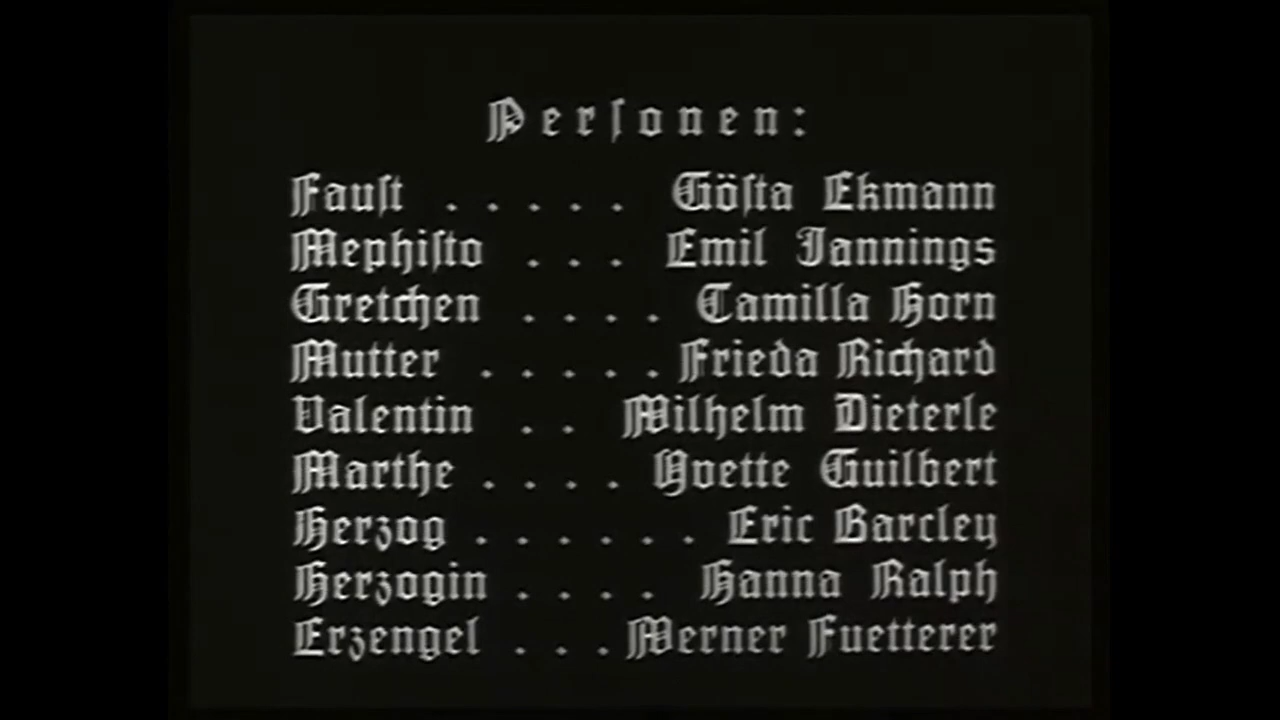 Perſonen:
Fauſt . . . . . Göſta Ekmann
Mephiſto . . . Emil Jannings
Gretchen . . . . Camilla Horn
Mutter . . . . . Frieda Richard
Valentin . . Wilhelm Dieterle
Marthe . . . . Yvette Guilbert
Herzog . . . . . . Eric Barcley
Herzogin . . . . Hanna Ralph
Erzengel . . . Werner Fuetterer